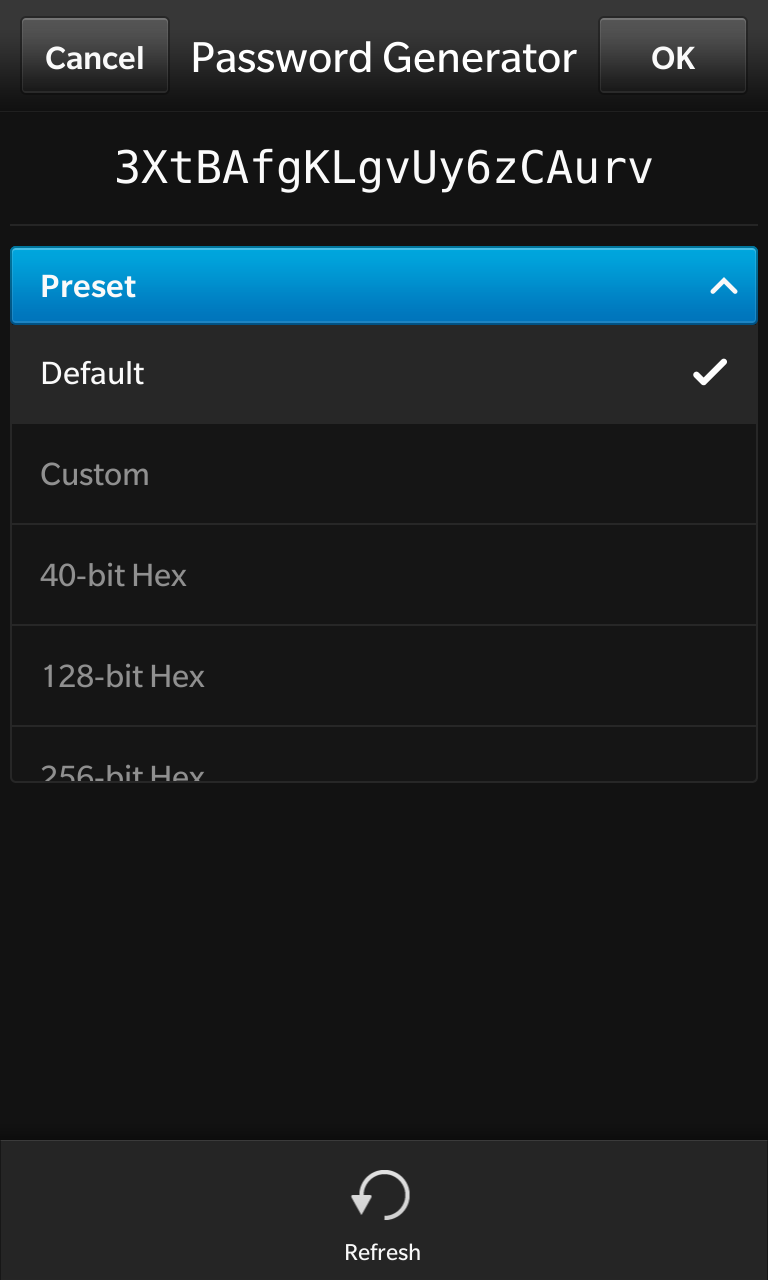 Cancel Password Generator OK
3XtBAfgKLgvUy6zCAurv
Preset
Default
Custom
40-bit Hex
128-bit Hex
256-bit Hex
Refresh